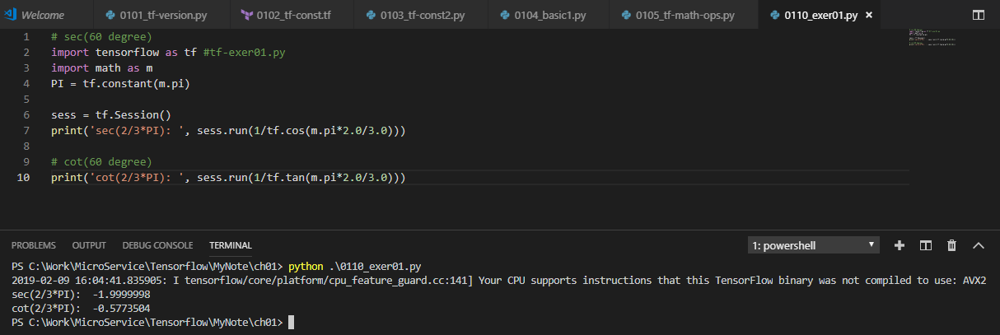 Welcome 0101_tf-version.py 0102_tf-const.tf 0103_tf-const2.py 0104_basic1.py 0105_tf-math-ops.py 0110_exer01.py ×
1 # sec(60 degree)
2 import tensorflow as tf #tf-exer01.py
3 import math as m
4 PI = tf.constant(m.pi)
5
6 sess = tf.Session()
7 print('sec(2/3*PI): ', sess.run(1/tf.cos(m.pi*2.0/3.0)))
8
9 # cot(60 degree)
10 print('cot(2/3*PI): ', sess.run(1/tf.tan(m.pi*2.0/3.0)))
PROBLEMS OUTPUT DEBUG CONSOLE TERMINAL 1: powershell
PS C:\Work\MicroService\Tensorflow\MyNote\ch01> python .\0110_exer01.py
2019-02-09 16:04:41.835905: I tensorflow/core/platform/cpu_feature_guard.cc:141] Your CPU supports instructions that this TensorFlow binary was not compiled to use: AVX2
sec(2/3*PI):  -1.9999998
cot(2/3*PI):  -0.5773504
PS C:\Work\MicroService\Tensorflow\MyNote\ch01>